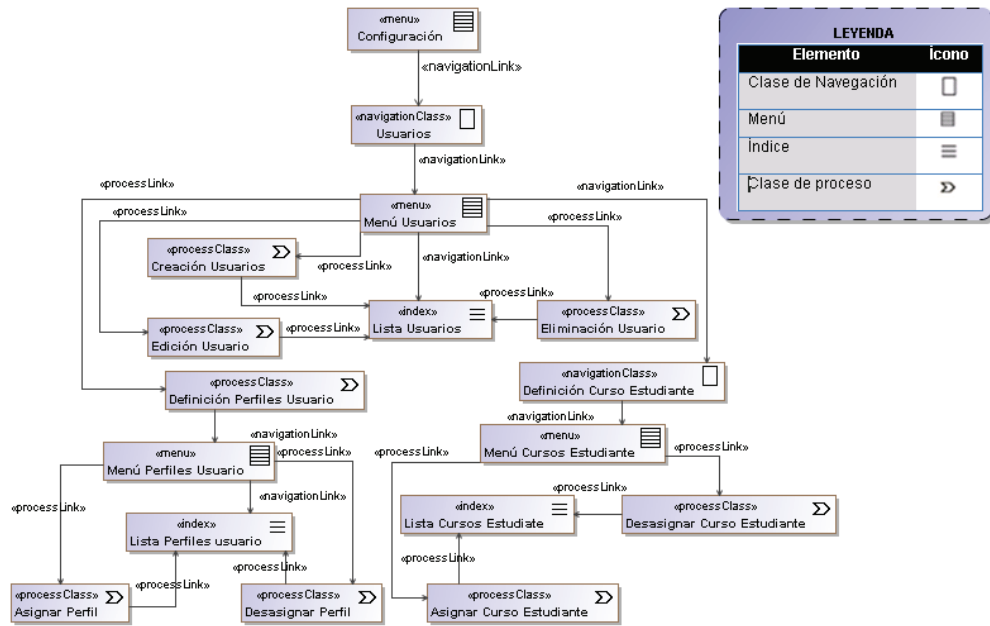 «menu»
Configuración
«navigationLink»
«navigationClass»
Usuarios
«navigationLink»
«processLink»
«navigationLink»
«menu»
Menú Usuarios
«processLink»
«processLink»
«processClass»
Creación Usuarios
«processLink»
«navigationLink»
«processLink»
«processLink»
«index»
Lista Usuarios
«processClass»
Eliminación Usuario
«processClass»
Edición Usuario
«processLink»
«processClass»
Definición Perfiles Usuario
«navigationClass»
Definición Curso Estudiante
«navigationLink»
«navigationLink»
«menu»
Menú Perfiles Usuario
«processLink»
«menu»
Menú Cursos Estudiante
«processLink»
«processLink»
«processLink»
«navigationLink»
«processLink»
«index»
Lista Perfiles usuario
«index»
Lista Cursos Estudiate
«processClass»
Desasignar Curso Estudiante
«processLink»
«processLink»
«processLink»
«processClass»
Asignar Perfil
«processClass»
Desasignar Perfil
«processClass»
Asignar Curso Estudiante
LEYENDA
Elemento Ícono
Clase de Navegación
Menú
Índice
Clase de proceso